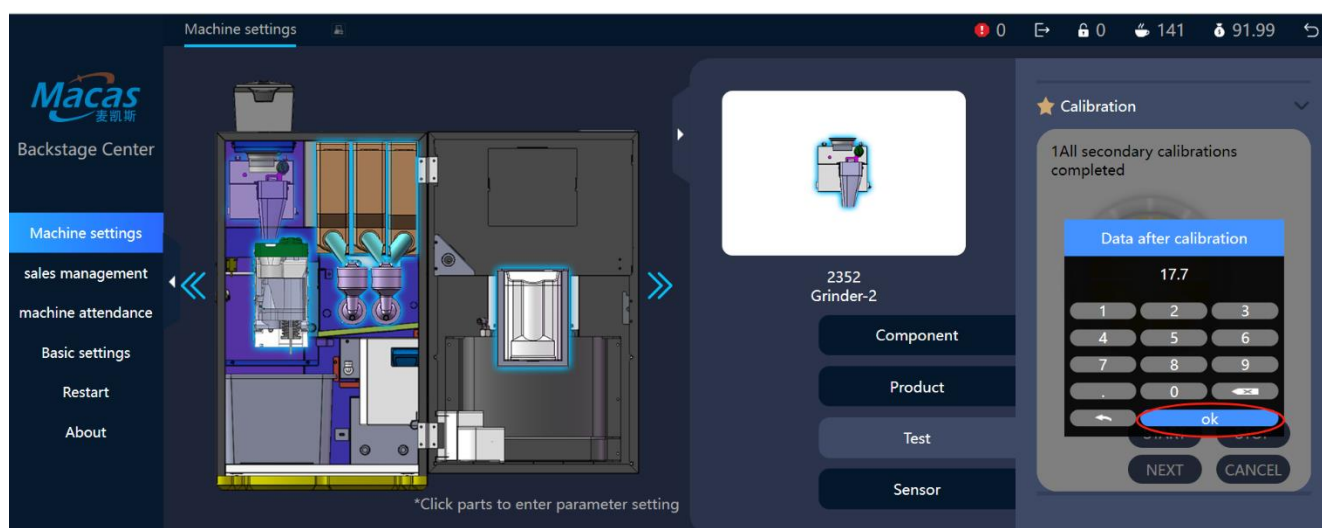 Machine settings
0
0
141
91.99
Macas
麦凯斯
Backstage Center
Machine settings
sales management
machine attendance
Basic settings
Restart
About
*Click parts to enter parameter setting
2352
Grinder-2
Component
Product
Test
Sensor
Calibration
1All secondary calibrations
completed
Data after calibration
17.7
1 2 3
4 5 6
7 8 9
. 0
ok
NEXT CANCEL